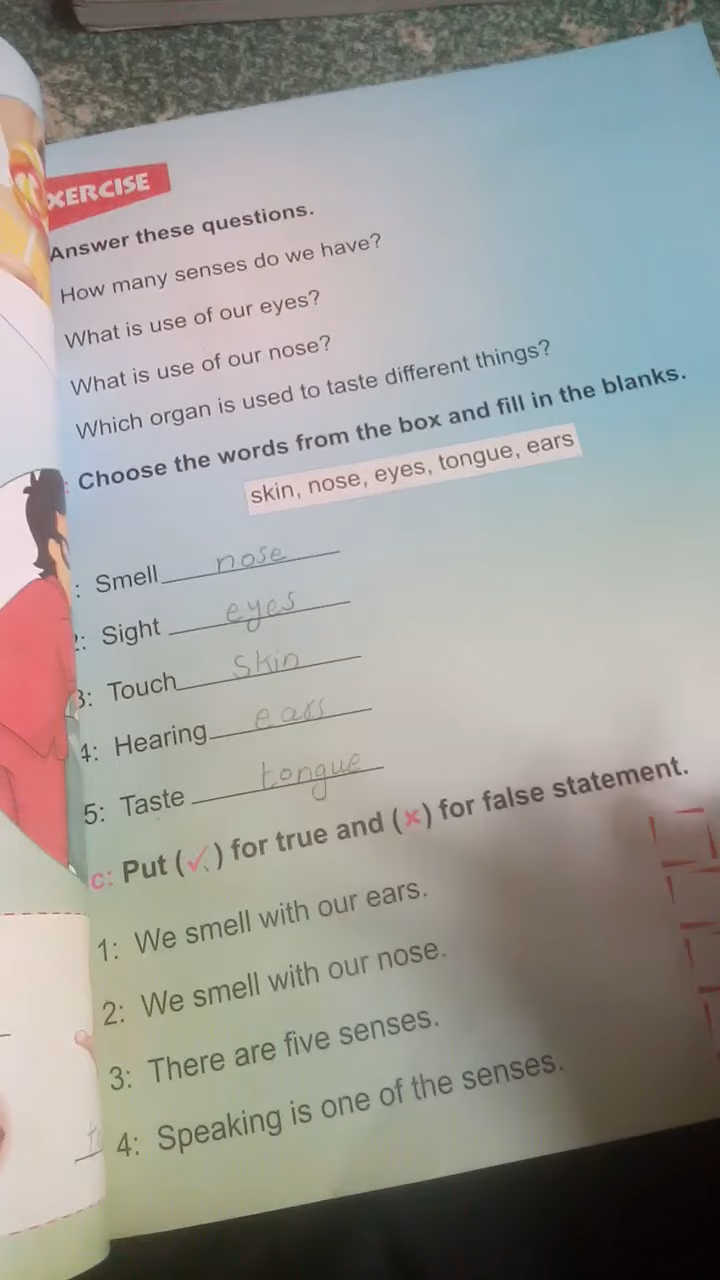 XERCISE
Answer these questions.
How many senses do we have?
What is use of our eyes?
What is use of our nose?
Which organ is used to taste different things?
: Choose the words from the box and fill in the blanks.
skin, nose, eyes, tongue, ears
: Smell nose
2: Sight eyes
3: Touch Skin
4: Hearing ears
5: Taste tongue
c: Put (✓) for true and (×) for false statement.
1: We smell with our ears.
2: We smell with our nose.
3: There are five senses.
4: Speaking is one of the senses.